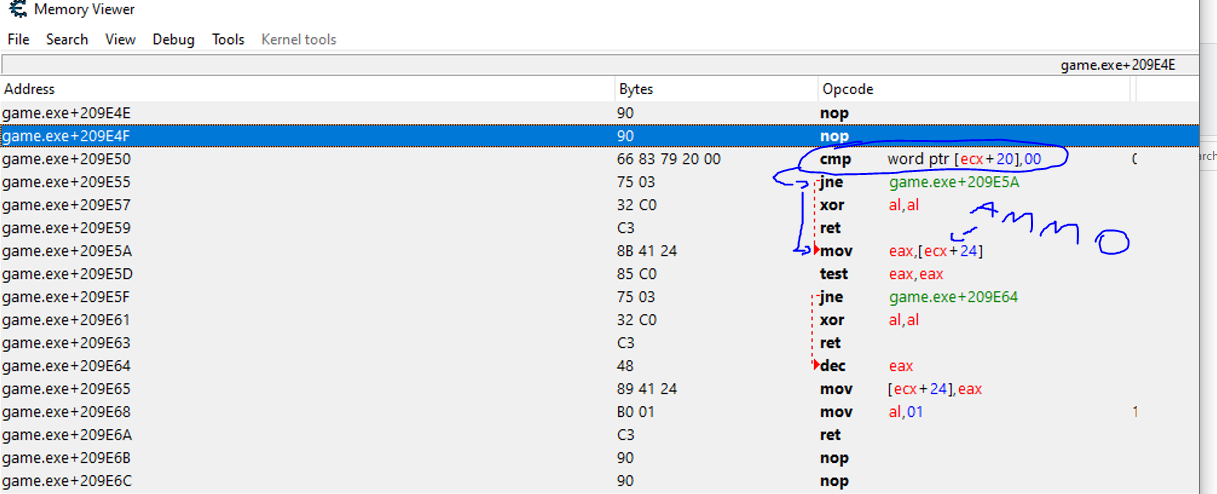 Memory Viewer
File Search View Debug Tools Kernel tools
game.exe+209E4E
Address Bytes Opcode
game.exe+209E4E 90 nop
game.exe+209E4F 90 nop
game.exe+209E50 66 83 79 20 00 cmp word ptr [ecx+20],00
game.exe+209E55 75 03 jne game.exe+209E5A
game.exe+209E57 32 C0 xor al,al
AMMO
game.exe+209E59 C3 ret
game.exe+209E5A 8B 41 24 mov eax,[ecx+24]
game.exe+209E5D 85 C0 test eax,eax
game.exe+209E5F 75 03 jne game.exe+209E64
game.exe+209E61 32 C0 xor al,al
game.exe+209E63 C3 ret
game.exe+209E64 48 dec eax
game.exe+209E65 89 41 24 mov [ecx+24],eax
game.exe+209E68 B0 01 mov al,01 1
game.exe+209E6A C3 ret
game.exe+209E6B 90 nop
game.exe+209E6C 90 nop